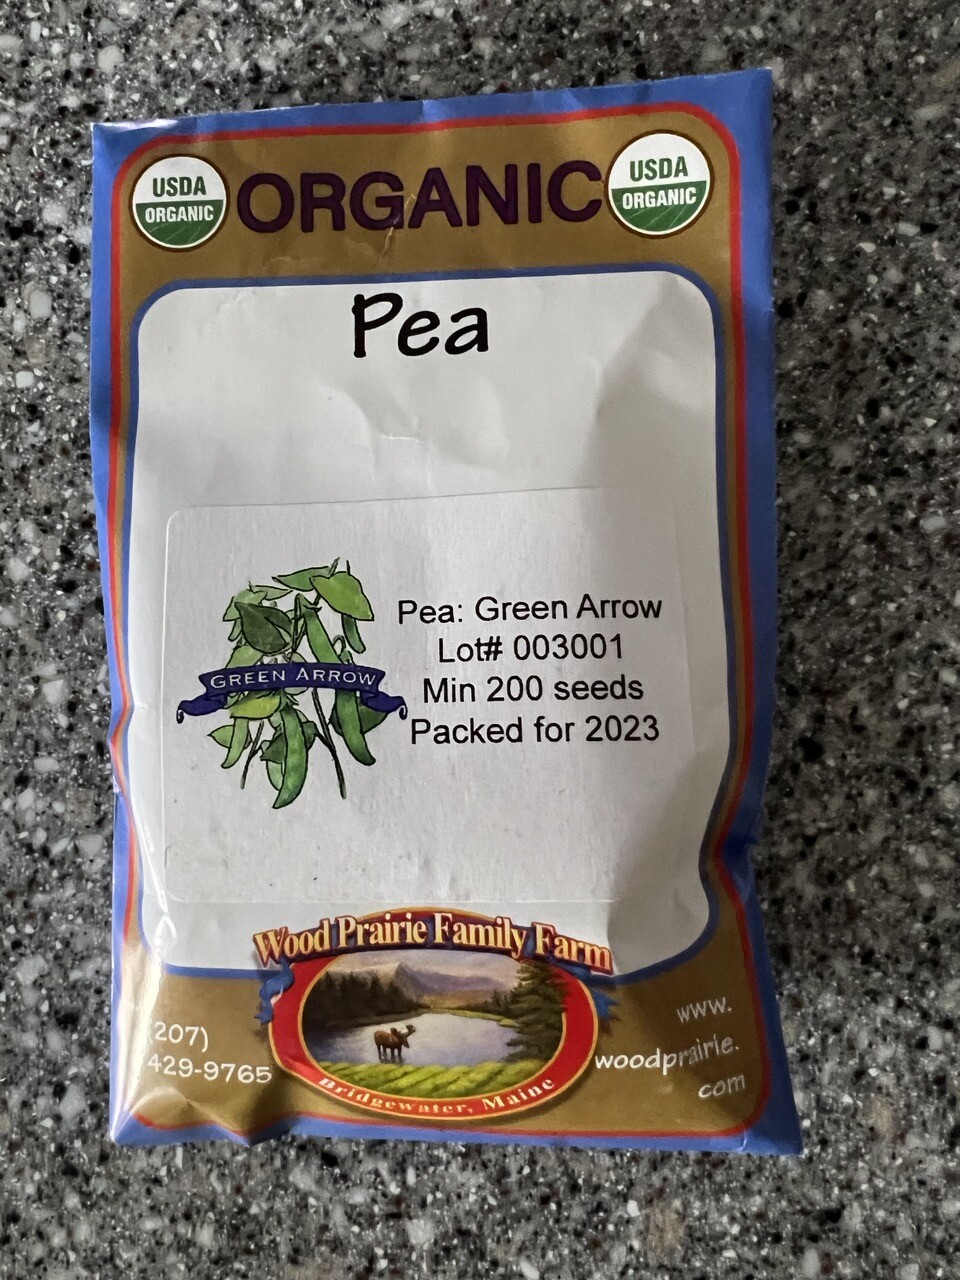 USDA
ORGANIC
ORGANIC
USDA
ORGANIC
Pea
GREEN ARROW
Pea: Green Arrow
Lot# 003001
Min 200 seeds
Packed for 2023
Wood Prairie Family Farm
Bridgewater, Maine
(207)
429-9765
www.
woodprairie.
com